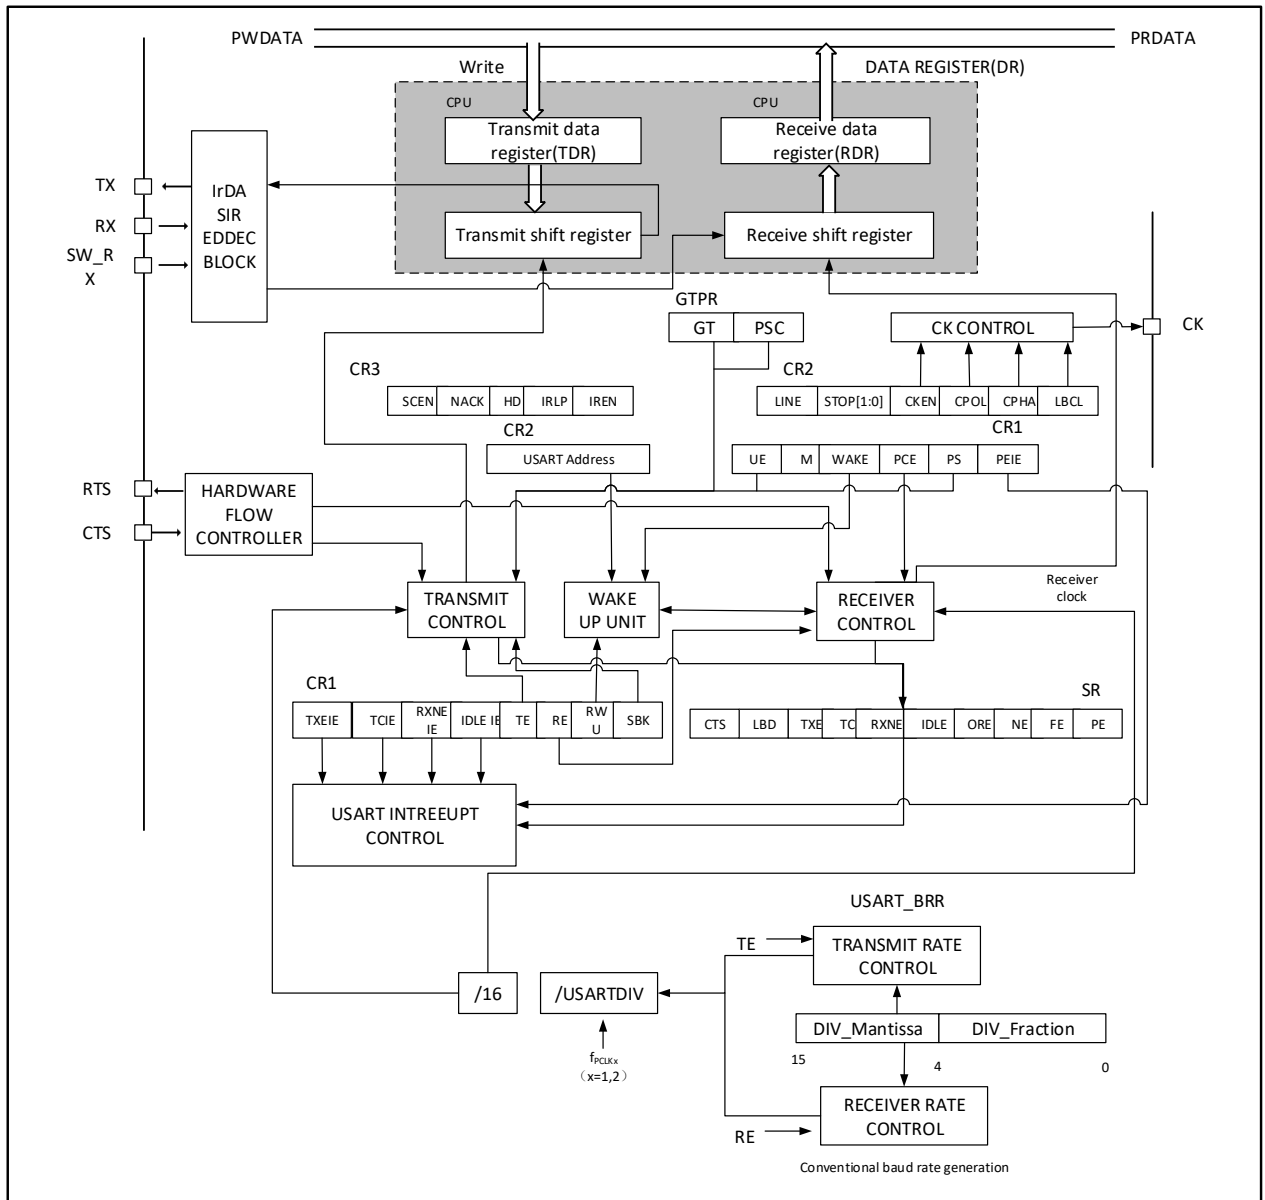 PWDATA
PRDATA
Write
DATA REGISTER(DR)
CPU
CPU
Transmit data
register(TDR)
Receive data
register(RDR)
TX
RX
SW_R
X
IrDA
SIR
EDDEC
BLOCK
Transmit shift register
Receive shift register
GTPR
GT
PSC
CK CONTROL
CK
CR3
SCEN
NACK
HD
IRLP
IREN
CR2
LINE
STOP[1:0]
CKEN
CPOL
CPHA
LBCL
CR2
USART Address
CR1
UE
M
WAKE
PCE
PS
PEIE
RTS
CTS
HARDWARE
FLOW
CONTROLLER
TRANSMIT
CONTROL
WAKE
UP UNIT
RECEIVER
CONTROL
Receiver
clock
CR1
TXEIE
TCIE
RXNE
IE
IDLE IE
TE
RE
RW
U
SBK
SR
CTS
LBD
TXE
TC
RXNE
IDLE
ORE
NE
FE
PE
USART INTREEUPT
CONTROL
USART_BRR
TE
TRANSMIT RATE
CONTROL
/16
/USARTDIV
DIV_Mantissa
DIV_Fraction
15
4
0
fPCLKx
（x=1,2）
RECEIVER RATE
CONTROL
RE
Conventional baud rate generation